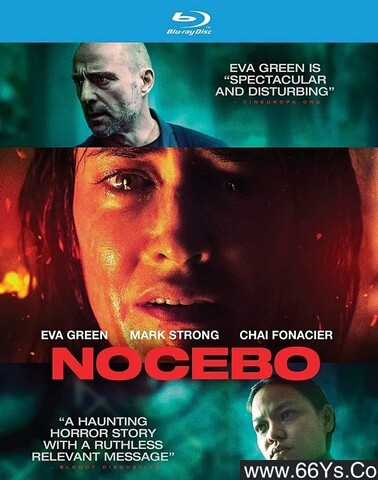 Blu-ray Disc
EVA GREEN IS
“SPECTACULAR
AND DISTURBING”
- CINEUROPA.ORG
EVA GREEN MARK STRONG CHAI FONACIER
NOCEBO
“A HAUNTING
HORROR STORY
WITH A RUTHLESS
RELEVANT MESSAGE”
- BLOODY DISGUSTING
www.66Ys.Co